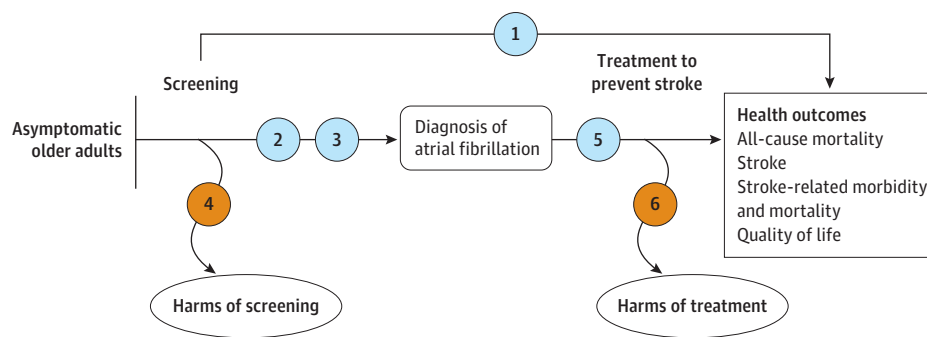 1
Screening
Treatment to
prevent stroke
Asymptomatic
older adults
2
3
Diagnosis of
atrial fibrillation
5
Health outcomes
All-cause mortality
Stroke
Stroke-related morbidity
and mortality
Quality of life
4
6
Harms of screening
Harms of treatment